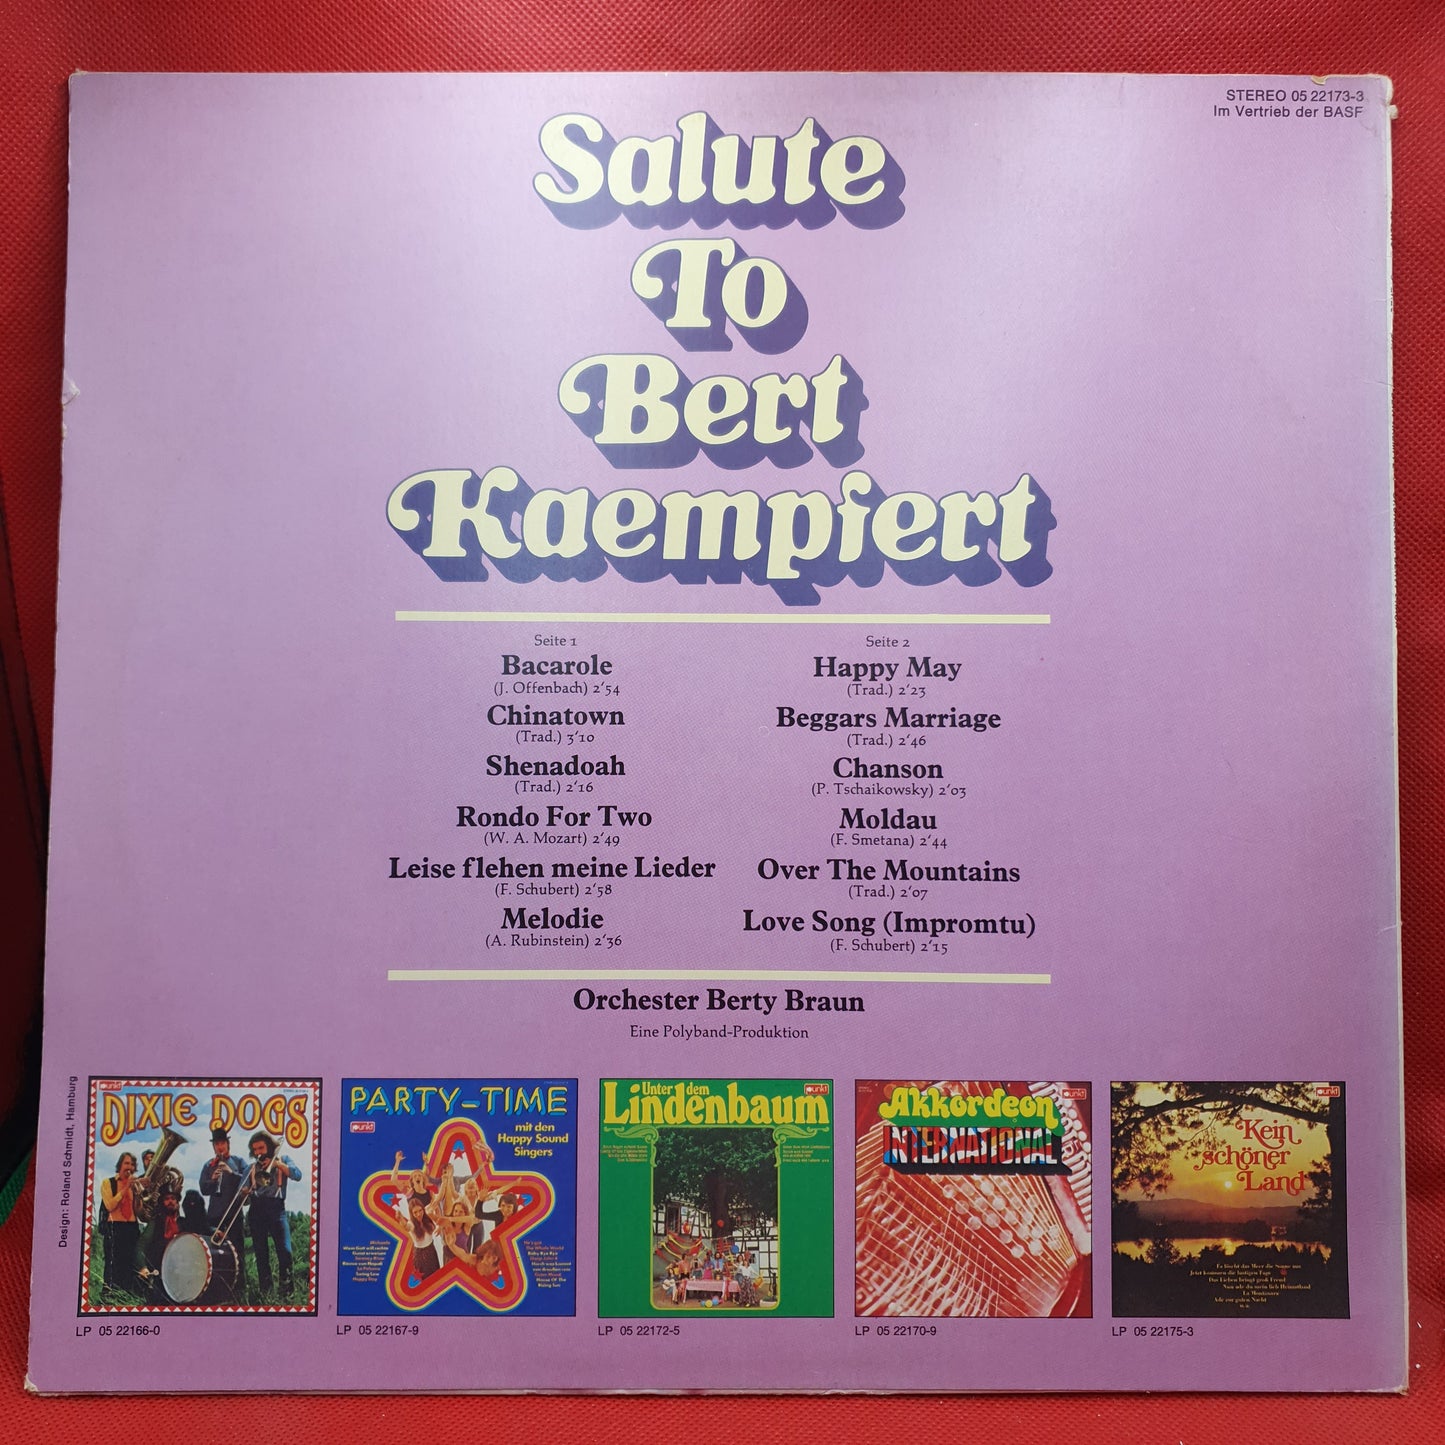 STEREO 05 22173-3
Im Vertrieb der BASF
Salute
To
Bert
Kaempfert
Seite 1
Bacarole
(J. Offenbach) 2'54
Chinatown
(Trad.) 3'10
Shenadoah
(Trad.) 2'16
Rondo For Two
(W. A. Mozart) 2'49
Leise flehen meine Lieder
(F. Schubert) 2'58
Melodie
(A. Rubinstein) 2'36
Seite 2
Happy May
(Trad.) 2'23
Beggars Marriage
(Trad.) 2'46
Chanson
(P. Tschaikowsky) 2'03
Moldau
(F. Smetana) 2'44
Over The Mountains
(Trad.) 2'07
Love Song (Impromtu)
(F. Schubert) 2'15
Orchester Berty Braun
Eine Polyband-Produktion
Design: Roland Schmidt, Hamburg
punkt
DIXIE DOGS
LP 05 22166-0
PARTY-TIME
punkt
mit den
Happy Sound
Singers
LP 05 22167-9
punkt
Unter dem
Lindenbaum
LP 05 22172-5
punkt
Akkordeon
INTERNATIONAL
LP 05 22170-9
punkt
Kein
schöner
Land
LP 05 22175-3